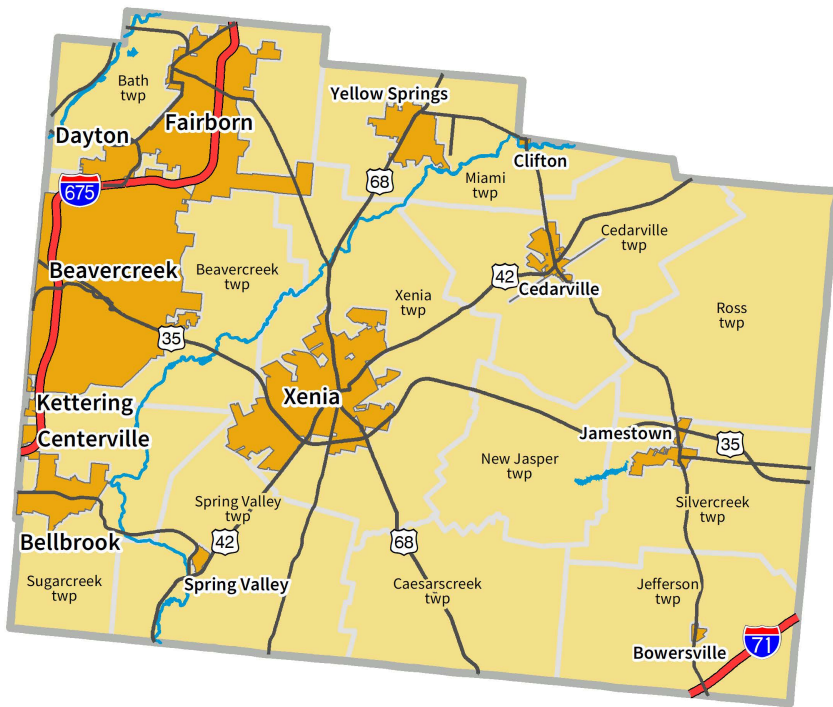 Bath
twp
Yellow Springs
Dayton
Fairborn
Clifton
675
68
Miami
twp
Cedarville
twp
Beavercreek
Beavercreek
twp
42
Cedarville
Xenia
twp
Ross
twp
35
Xenia
Kettering
Centerville
Jamestown
35
New Jasper
twp
Spring Valley
twp
Silvercreek
twp
Bellbrook
42
68
Sugarcreek
twp
Spring Valley
Caesarscreek
twp
Jefferson
twp
Bowersville
71